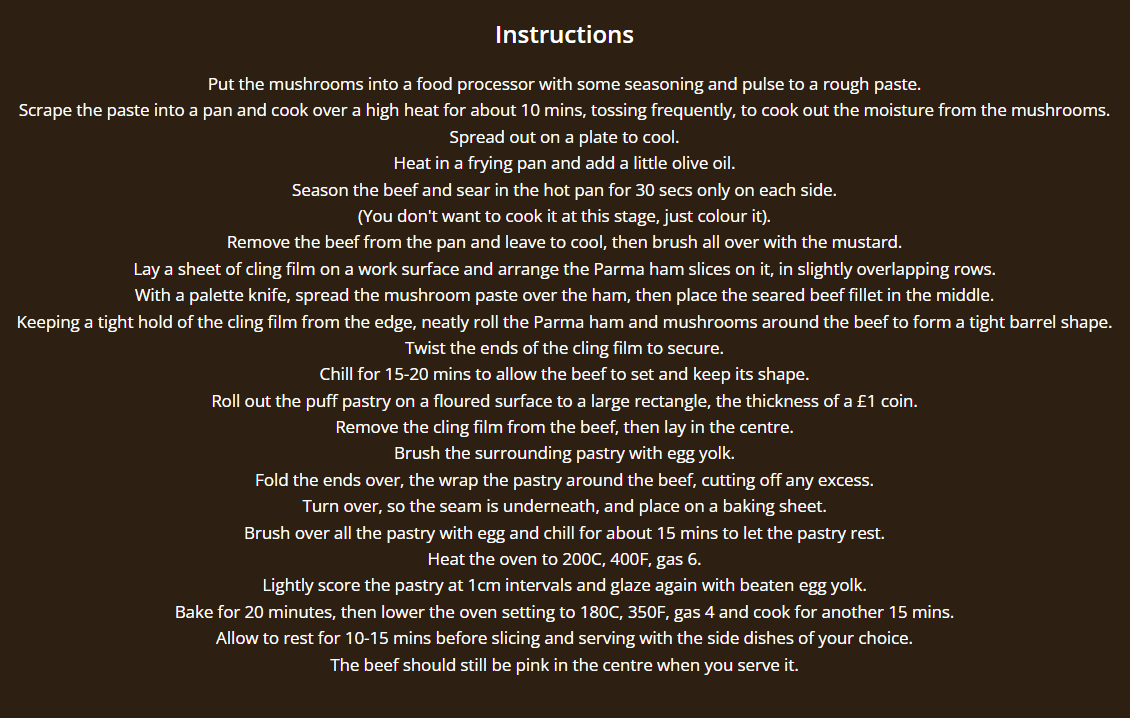 Instructions
Put the mushrooms into a food processor with some seasoning and pulse to a rough paste.
Scrape the paste into a pan and cook over a high heat for about 10 mins, tossing frequently, to cook out the moisture from the mushrooms.
Spread out on a plate to cool.
Heat in a frying pan and add a little olive oil.
Season the beef and sear in the hot pan for 30 secs only on each side.
(You don't want to cook it at this stage, just colour it).
Remove the beef from the pan and leave to cool, then brush all over with the mustard.
Lay a sheet of cling film on a work surface and arrange the Parma ham slices on it, in slightly overlapping rows.
With a palette knife, spread the mushroom paste over the ham, then place the seared beef fillet in the middle.
Keeping a tight hold of the cling film from the edge, neatly roll the Parma ham and mushrooms around the beef to form a tight barrel shape.
Twist the ends of the cling film to secure.
Chill for 15-20 mins to allow the beef to set and keep its shape.
Roll out the puff pastry on a floured surface to a large rectangle, the thickness of a £1 coin.
Remove the cling film from the beef, then lay in the centre.
Brush the surrounding pastry with egg yolk.
Fold the ends over, the wrap the pastry around the beef, cutting off any excess.
Turn over, so the seam is underneath, and place on a baking sheet.
Brush over all the pastry with egg and chill for about 15 mins to let the pastry rest.
Heat the oven to 200C, 400F, gas 6.
Lightly score the pastry at 1cm intervals and glaze again with beaten egg yolk.
Bake for 20 minutes, then lower the oven setting to 180C, 350F, gas 4 and cook for another 15 mins.
Allow to rest for 10-15 mins before slicing and serving with the side dishes of your choice.
The beef should still be pink in the centre when you serve it.